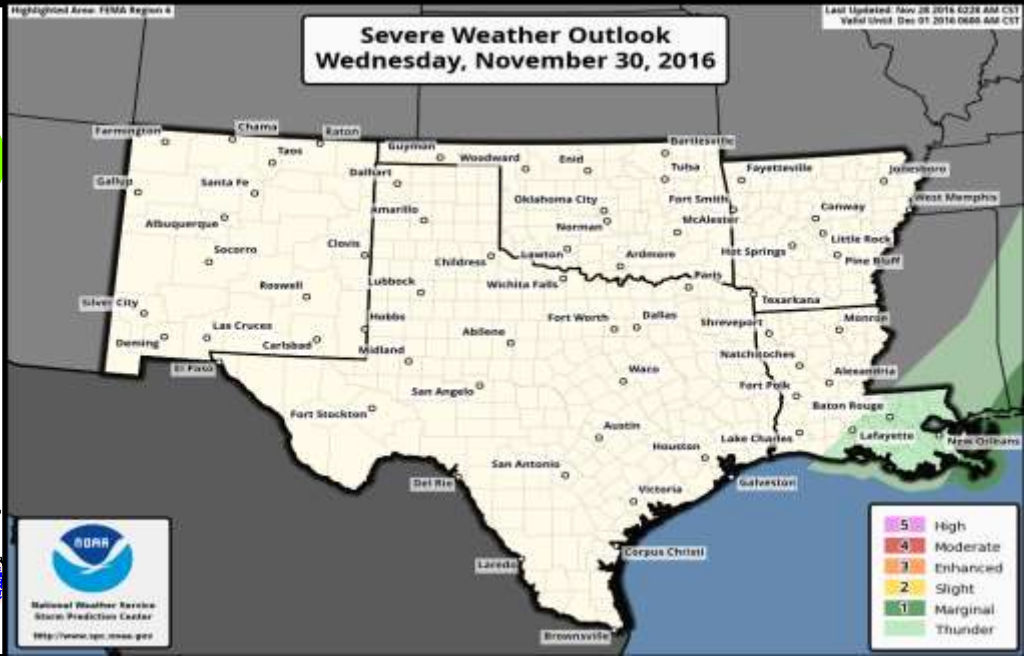 Highlighted Area: FEMA Region 6
Last Updated: Nov 28 2016 0228 AM CST
Valid Until: Dec 01 2016 0600 AM CST
Severe Weather Outlook
Wednesday, November 30, 2016
Farmington
Chama
Raton
Taos
Guymon
Woodward
Enid
Bartlesville
Tulsa
Fayetteville
Jonesboro
Gallup
Santa Fe
Dalhart
Amarillo
Oklahoma City
Fort Smith
Conway
West Memphis
Albuquerque
Norman
McAlester
Little Rock
Socorro
Clovis
Childress
Lawton
Ardmore
Hot Springs
Pine Bluff
Roswell
Lubbock
Wichita Falls
Paris
Texarkana
Silver City
Las Cruces
Hobbs
Abilene
Fort Worth
Dallas
Shreveport
Monroe
Deming
Carlsbad
Midland
Natchitoches
El Paso
Waco
Alexandria
San Angelo
Fort Polk
Fort Stockton
Baton Rouge
Austin
Houston
Lake Charles
Lafayette
New Orleans
Del Rio
San Antonio
Victoria
Galveston
Laredo
Corpus Christi
Brownsville
NOAA
National Weather Service
Storm Prediction Center
http://www.spc.noaa.gov
5 High
4 Moderate
3 Enhanced
2 Slight
1 Marginal
Thunder